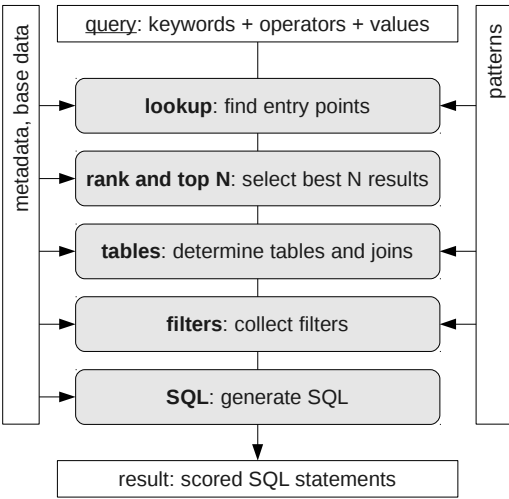 query: keywords + operators + values
metadata, base data
patterns
lookup: find entry points
rank and top N: select best N results
tables: determine tables and joins
filters: collect filters
SQL: generate SQL
result: scored SQL statements